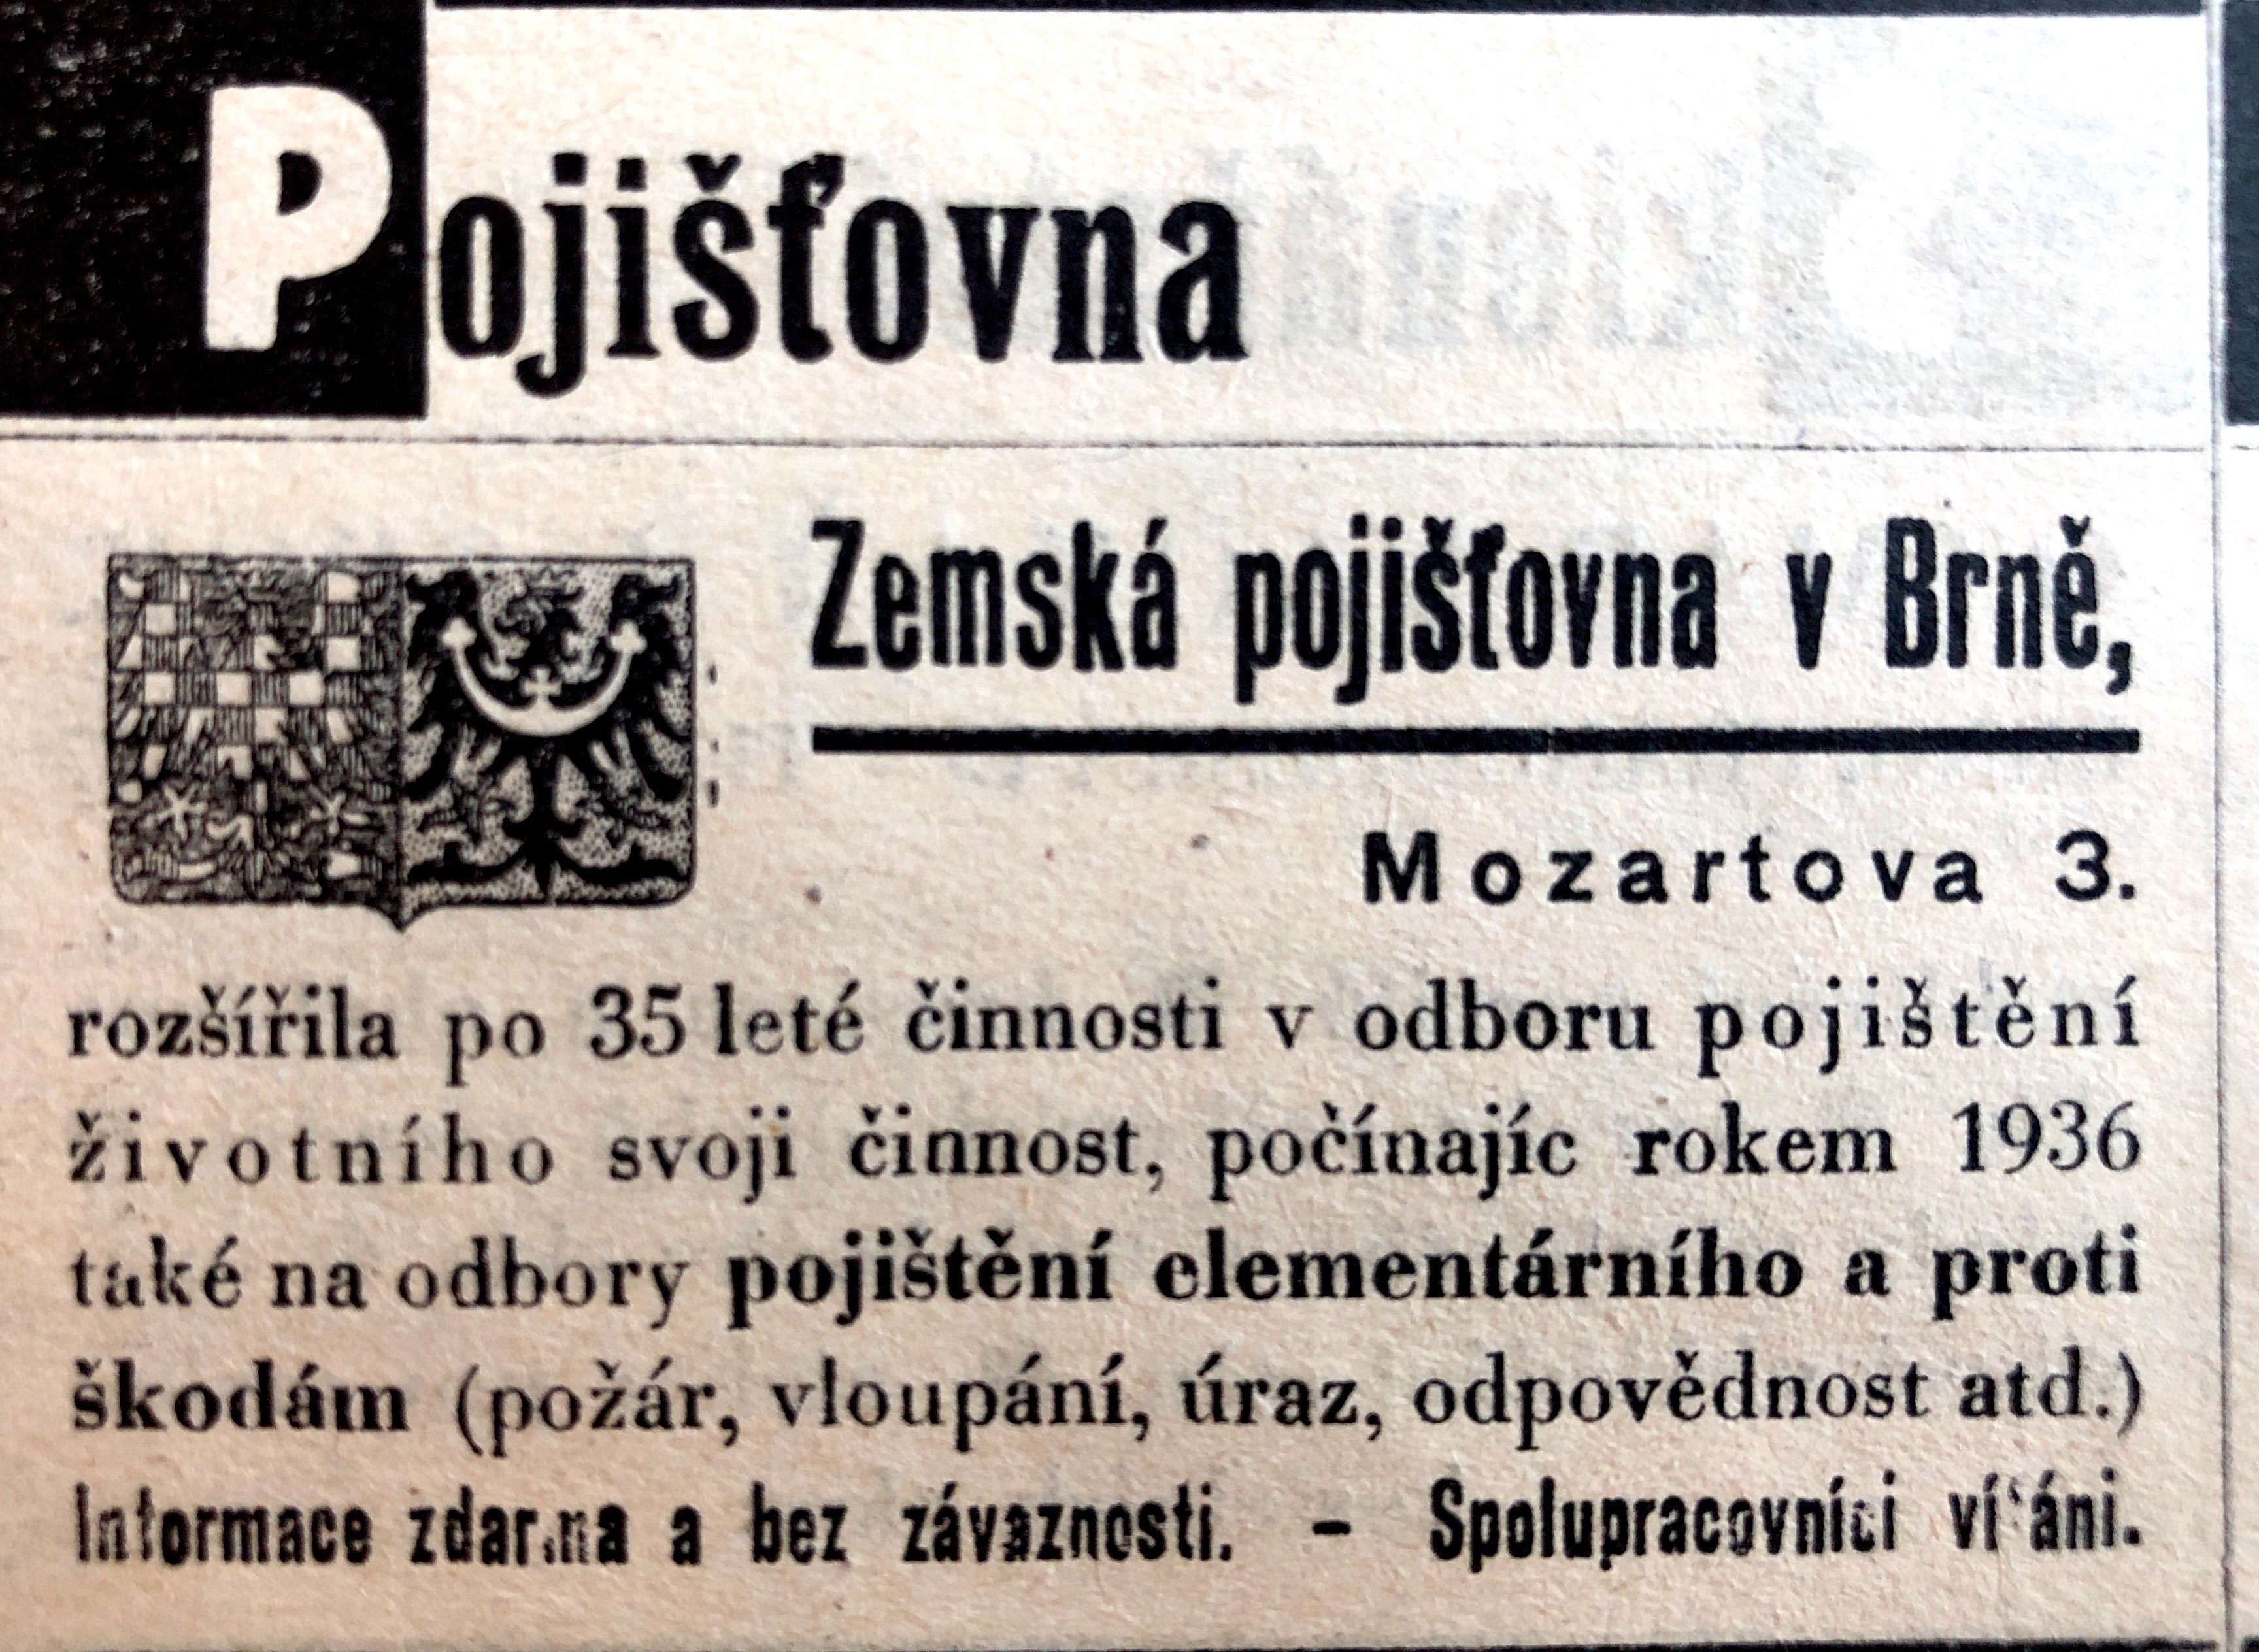 Pojišťovna
Zemská pojišťovna v Brně,
Mozartova 3.
rozšířila po 35 leté činnosti v odboru pojištění
životního svoji činnost, počínajíc rokem 1936
také na odbory pojištění elementárního a proti
škodám (požár, vloupání, úraz, odpovědnost atd.)
Informace zdarma a bez závaznosti. – Spolupracovníci vítáni.